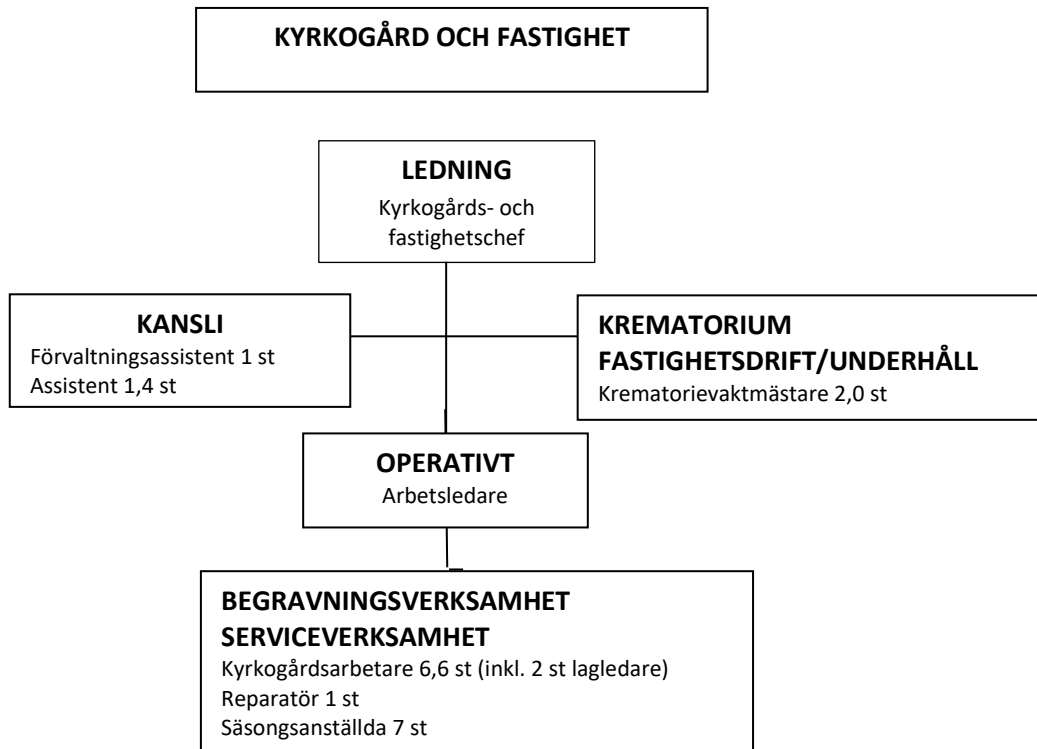 KYRKOGÅRD OCH FASTIGHET
LEDNING
Kyrkogårds- och
fastighetschef
KANSLI
Förvaltningsassistent 1 st
Assistent 1,4 st
KREMATORIUM
FASTIGHETSDRIFT/UNDERHÅLL
Krematorievaktmästare 2,0 st
OPERATIVT
Arbetsledare
BEGRAVNINGSVERKSAMHET
SERVICEVERKSAMHET
Kyrkogårdsarbetare 6,6 st (inkl. 2 st lagledare)
Reparatör 1 st
Säsongsanställda 7 st